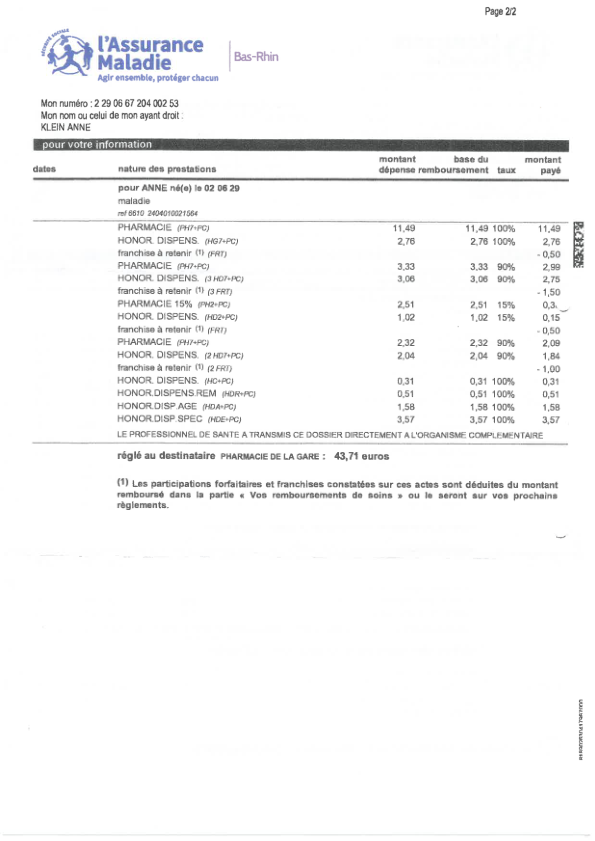 Page 2/2
SÉCURITÉ SOCIALE
l'Assurance
Maladie
Agir ensemble, protéger chacun
Bas-Rhin
Mon numéro : 2 29 06 67 204 002 53
Mon nom ou celui de mon ayant droit :
KLEIN ANNE
pour votre information
dates nature des prestations montant dépense base du remboursement taux montant payé
pour ANNE né(e) le 02 06 29
maladie
ref 6610 2404010021564
PHARMACIE (PH7+PC) 11,49 11,49 100% 11,49
HONOR. DISPENS. (HG7+PC) 2,76 2,76 100% 2,76
franchise à retenir (1) (FRT) - 0,50
PHARMACIE (PH7+PC) 3,33 3,33 90% 2,99
HONOR. DISPENS. (3 HD7+PC) 3,06 3,06 90% 2,75
franchise à retenir (1) (3 FRT) - 1,50
PHARMACIE 15% (PH2+PC) 2,51 2,51 15% 0,3
HONOR. DISPENS. (HD2+PC) 1,02 1,02 15% 0,15
franchise à retenir (1) (FRT) - 0,50
PHARMACIE (PH7+PC) 2,32 2,32 90% 2,09
HONOR. DISPENS. (2 HD7+PC) 2,04 2,04 90% 1,84
franchise à retenir (1) (2 FRT) - 1,00
HONOR. DISPENS. (HC+PC) 0,31 0,31 100% 0,31
HONOR.DISPENS.REM (HDR+PC) 0,51 0,51 100% 0,51
HONOR.DISP.AGE (HDA+PC) 1,58 1,58 100% 1,58
HONOR.DISP.SPEC (HDE+PC) 3,57 3,57 100% 3,57
LE PROFESSIONNEL DE SANTE A TRANSMIS CE DOSSIER DIRECTEMENT A L'ORGANISME COMPLEMENTAIRE
réglé au destinataire PHARMACIE DE LA GARE : 43,71 euros
(1) Les participations forfaitaires et franchises constatées sur ces actes sont déduites du montant
remboursé dans la partie « Vos remboursements de soins » ou le seront sur vos prochains
règlements.